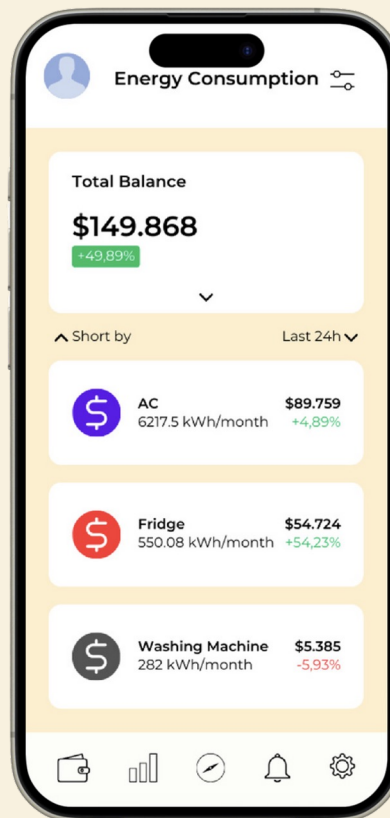 Energy Consumption
Total Balance
$149.868
+49,89%
Short by
Last 24h
AC
$89.759
6217.5 kWh/month
+4,89%
Fridge
$54.724
550.08 kWh/month
+54,23%
Washing Machine
$5.385
282 kWh/month
-5,93%